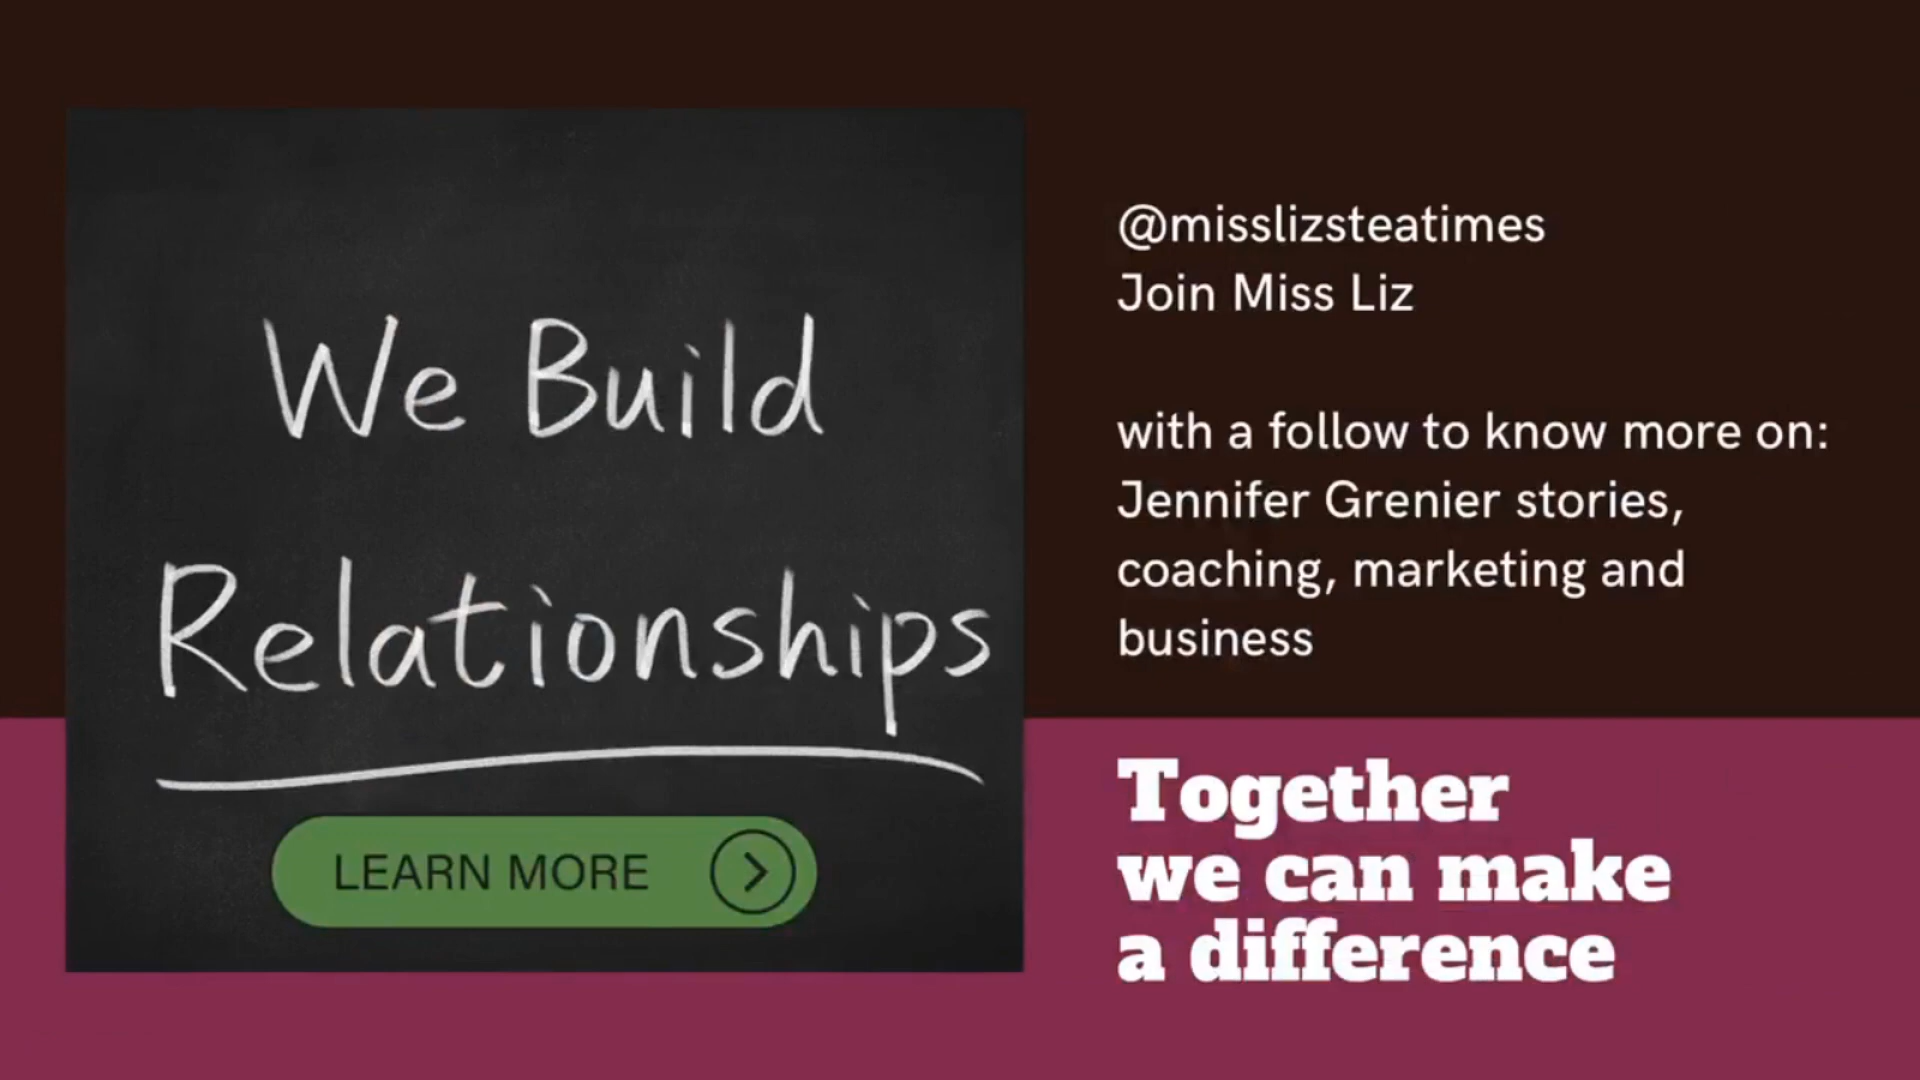 We Build
Relationships
LEARN MORE
@misslizsteatimes
Join Miss Liz
with a follow to know more on:
Jennifer Grenier stories,
coaching, marketing and
business
Together
we can make
a difference